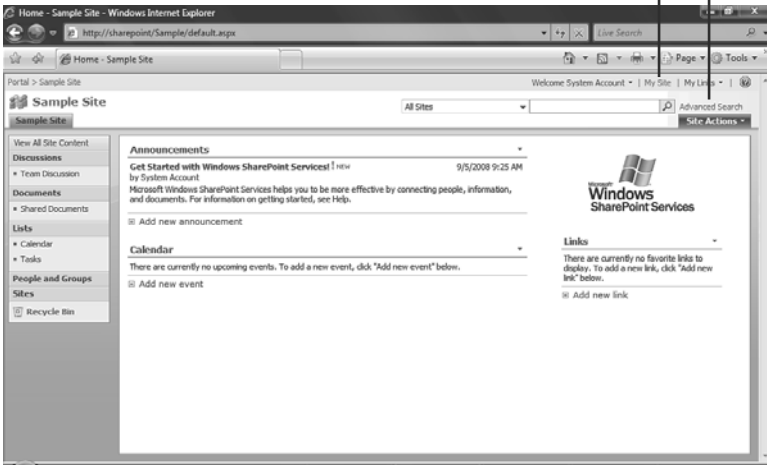 Home - Sample Site - Windows Internet Explorer
http://sharepoint/Sample/default.aspx
Live Search
Home - Sample Site
Page
Tools
Portal > Sample Site
Welcome System Account
My Site
My Links
Sample Site
All Sites
Advanced Search
Sample Site
Site Actions
View All Site Content
Discussions
Team Discussion
Documents
Shared Documents
Lists
Calendar
Tasks
People and Groups
Sites
Recycle Bin
Announcements
Get Started with Windows SharePoint Services! ! NEW 9/5/2008 9:25 AM
by System Account
Microsoft Windows SharePoint Services helps you to be more effective by connecting people, information,
and documents. For information on getting started, see Help.
Add new announcement
Calendar
There are currently no upcoming events. To add a new event, click "Add new event" below.
Add new event
Microsoft
Windows
SharePoint Services
Links
There are currently no favorite links to
display. To add a new link, click "Add new
link" below.
Add new link